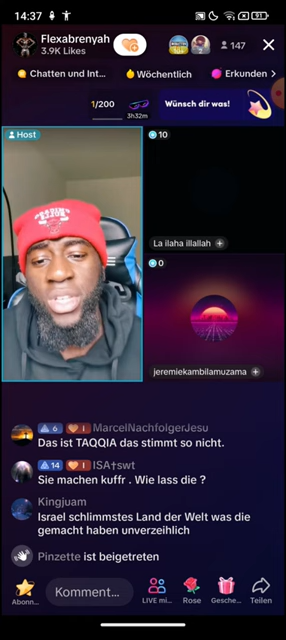 14:37
91
Flexabrenyah
3.9K Likes
147
Chatten und Int...
Wöchentlich
Erkunden
1/200
3h32m
Wünsch dir was!
Host
10
La ilaha illallah
0
jeremiekambilamuzama
6
MarcelNachfolgerJesu
Das ist TAQQIA das stimmt so nicht.
14
ISA†swt
Sie machen kuffr . Wie lass die ?
Kingjuam
Israel schlimmstes Land der Welt was die
gemacht haben unverzeihlich
Pinzette ist beigetreten
Abonn...
Komment...
LIVE mi...
Rose
Gesche...
Teilen